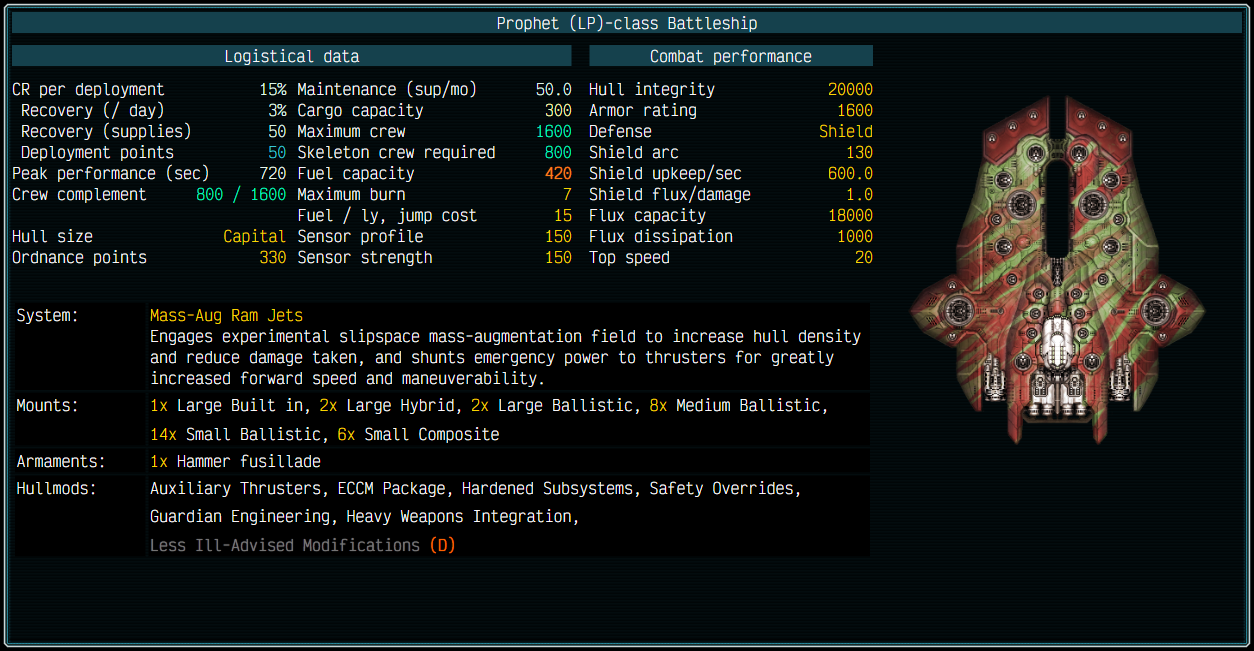 Prophet (LP)-class Battleship
Logistical data
Combat performance
CR per deployment 15% Maintenance (sup/mo) 50.0 Hull integrity 20000
Recovery (/ day) 3% Cargo capacity 300 Armor rating 1600
Recovery (supplies) 50 Maximum crew 1600 Defense Shield
Deployment points 50 Skeleton crew required 800 Shield arc 130
Peak performance (sec) 720 Fuel capacity 420 Shield upkeep/sec 600.0
Crew complement 800 / 1600 Maximum burn 7 Shield flux/damage 1.0
Fuel / ly, jump cost 15 Flux capacity 18000
Hull size Capital Sensor profile 150 Flux dissipation 1000
Ordnance points 330 Sensor strength 150 Top speed 20
System: Mass-Aug Ram Jets
Engages experimental slipspace mass-augmentation field to increase hull density
and reduce damage taken, and shunts emergency power to thrusters for greatly
increased forward speed and maneuverability.
Mounts: 1x Large Built in, 2x Large Hybrid, 2x Large Ballistic, 8x Medium Ballistic,
14x Small Ballistic, 6x Small Composite
Armaments: 1x Hammer fusillade
Hullmods: Auxiliary Thrusters, ECCM Package, Hardened Subsystems, Safety Overrides,
Guardian Engineering, Heavy Weapons Integration,
Less Ill-Advised Modifications (D)